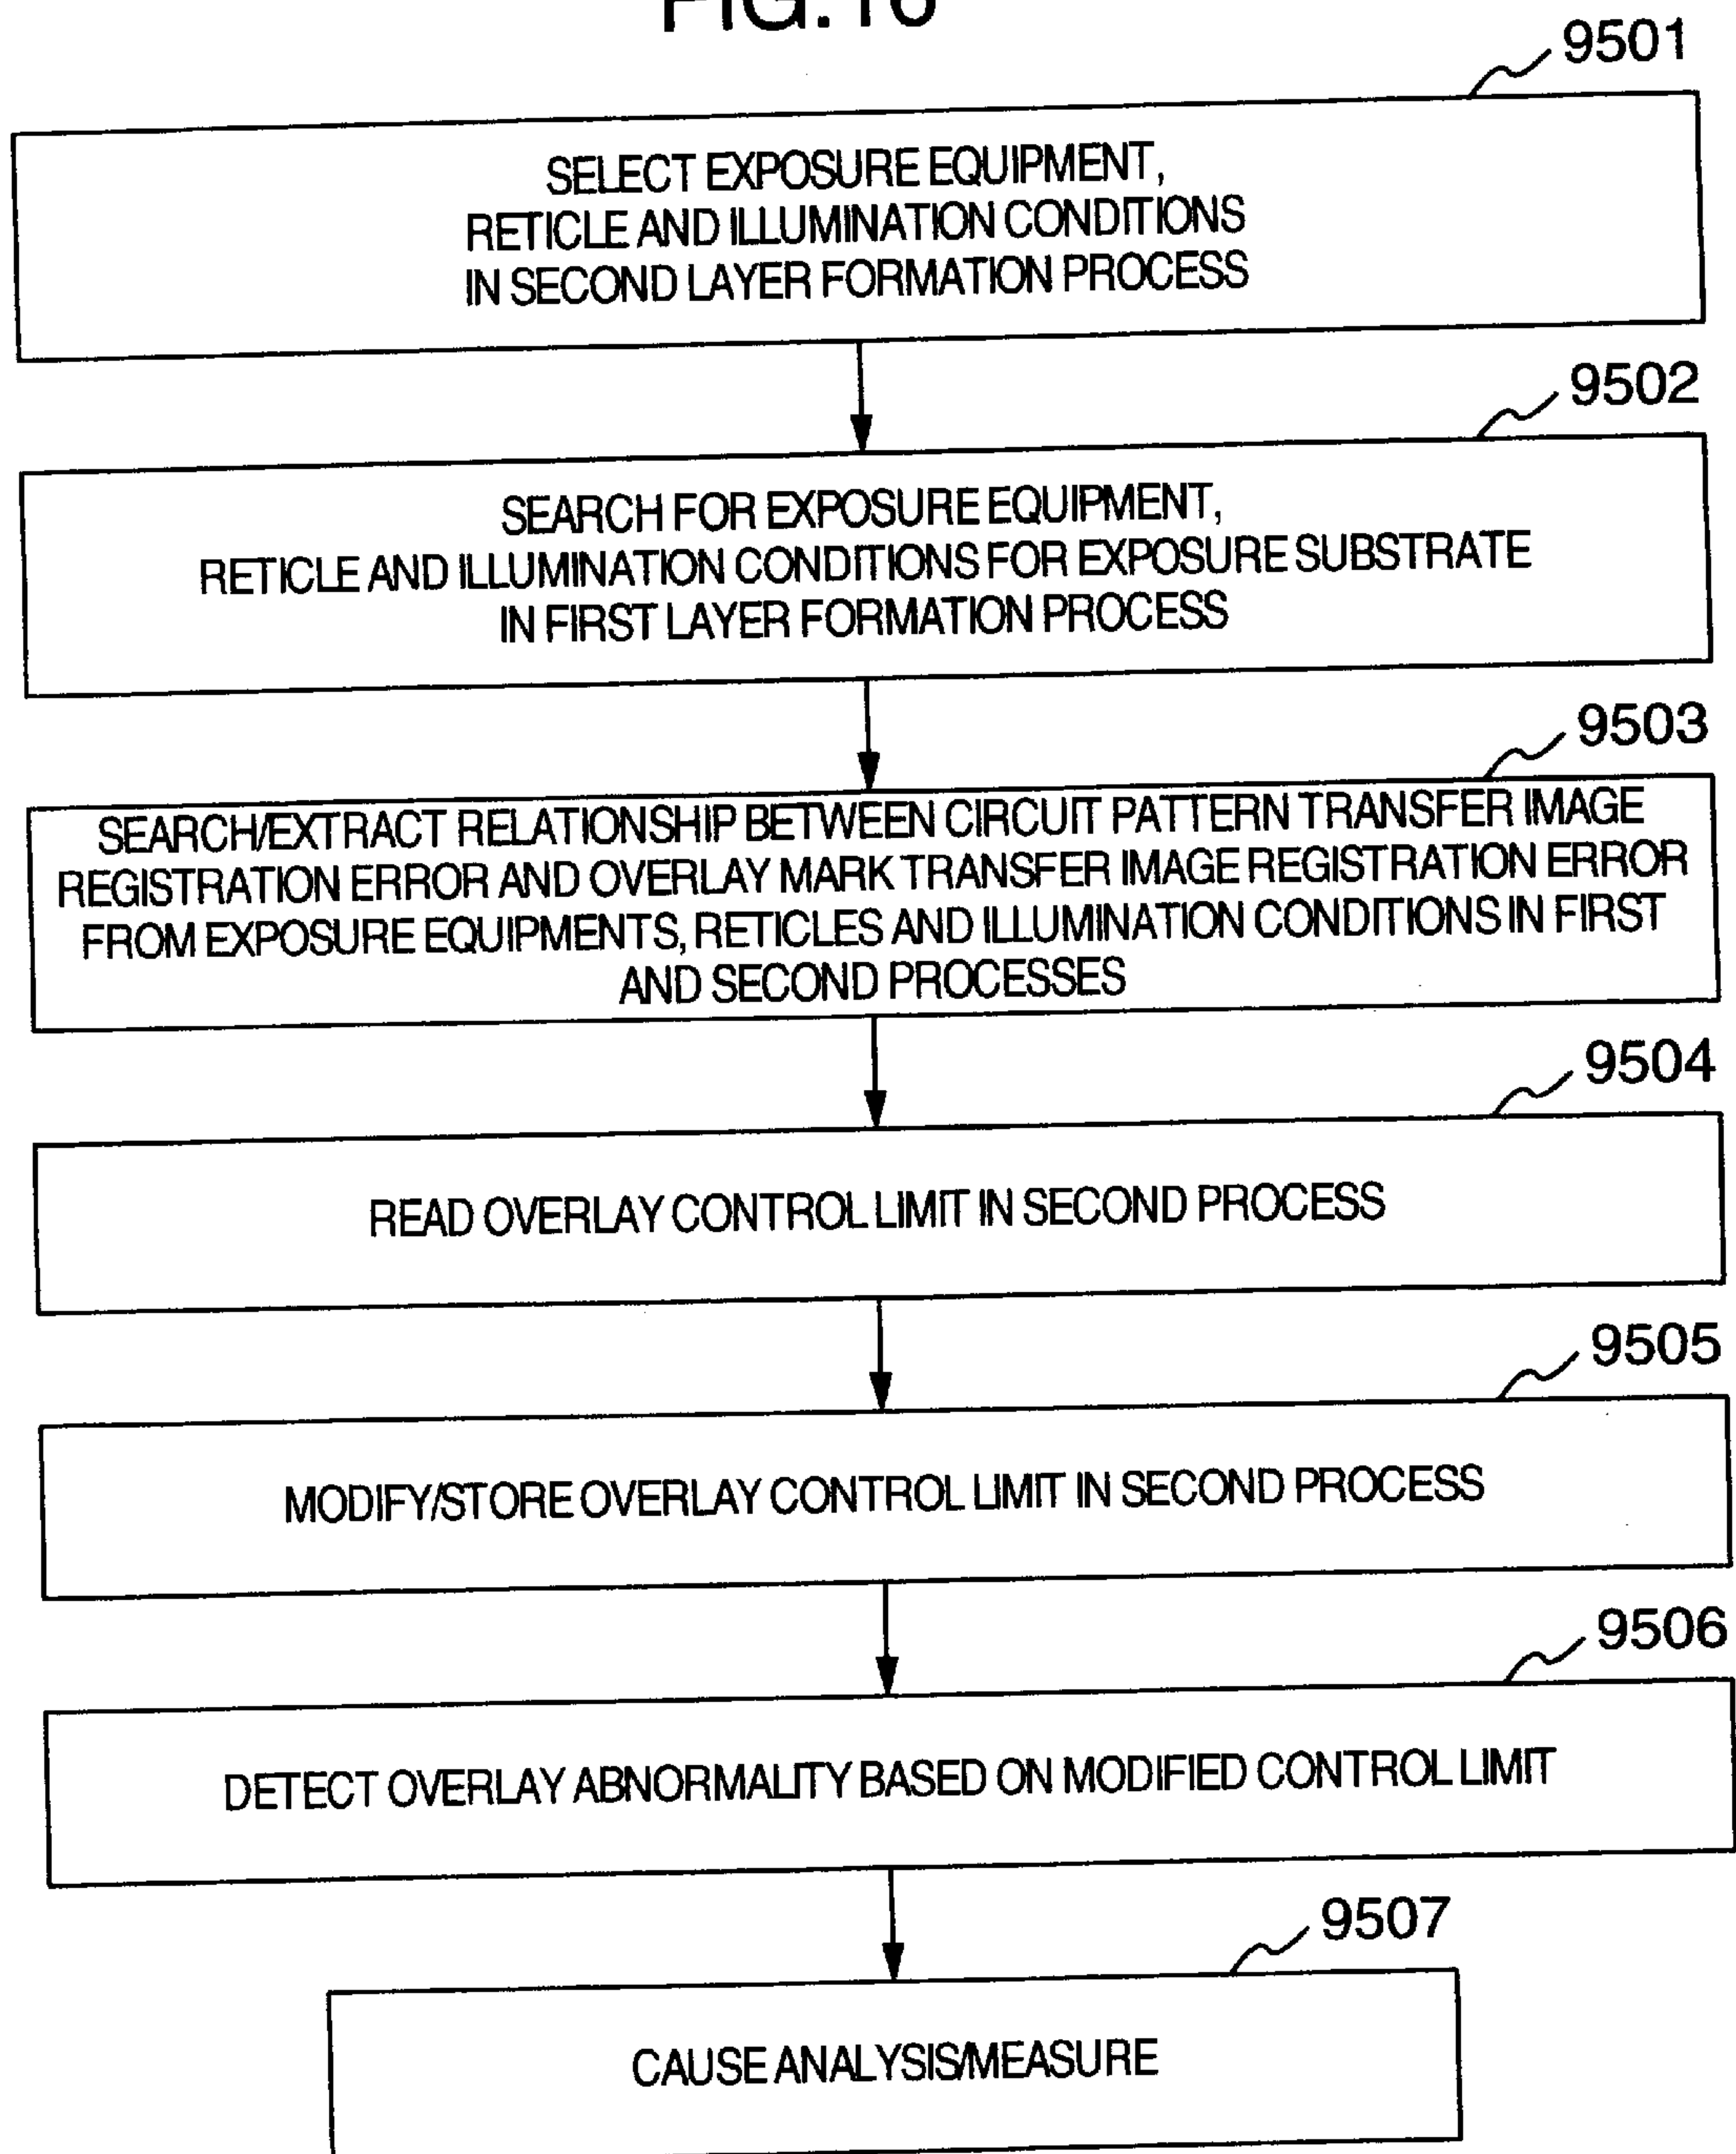 9501
SELECT EXPOSURE EQUIPMENT,
RETICLE AND ILLUMINATION CONDITIONS
IN SECOND LAYER FORMATION PROCESS
9502
SEARCH FOR EXPOSURE EQUIPMENT,
RETICLE AND ILLUMINATION CONDITIONS FOR EXPOSURE SUBSTRATE
IN FIRST LAYER FORMATION PROCESS
9503
SEARCH/EXTRACT RELATIONSHIP BETWEEN CIRCUIT PATTERN TRANSFER IMAGE
REGISTRATION ERROR AND OVERLAY MARK TRANSFER IMAGE REGISTRATION ERROR
FROM EXPOSURE EQUIPMENTS, RETICLES AND ILLUMINATION CONDITIONS IN FIRST
AND SECOND PROCESSES
9504
READ OVERLAY CONTROL LIMIT IN SECOND PROCESS
9505
MODIFY/STORE OVERLAY CONTROL LIMIT IN SECOND PROCESS
9506
DETECT OVERLAY ABNORMALITY BASED ON MODIFIED CONTROL LIMIT
9507
CAUSE ANALYSIS/MEASURE